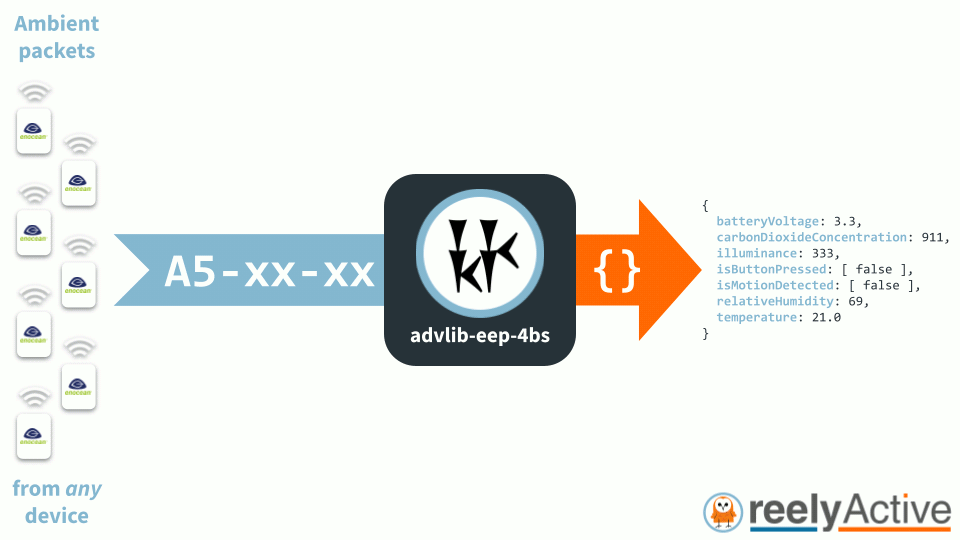 Ambient
packets
enocean
enocean
enocean
enocean
enocean
enocean
enocean
from any
device
A5-xx-xx
advlib-eep-4bs
{}
{
batteryVoltage: 3.3,
carbonDioxideConcentration: 911,
illuminance: 333,
isButtonPressed: [ false ],
isMotionDetected: [ false ],
relativeHumidity: 69,
temperature: 21.0
}
reelyActive